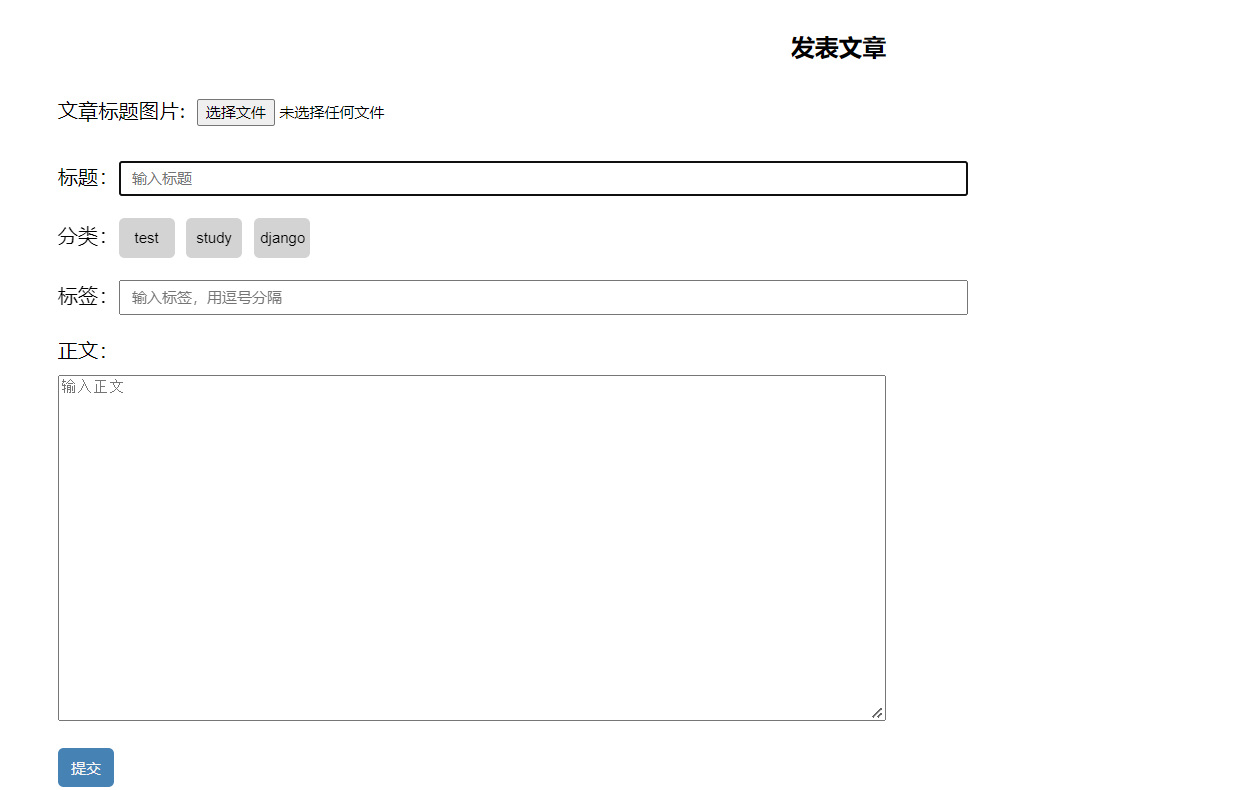 发表文章
文章标题图片: 选择文件 未选择任何文件
标题: 输入标题
分类: test study django
标签: 输入标签，用逗号分隔
正文:
输入正文
提交